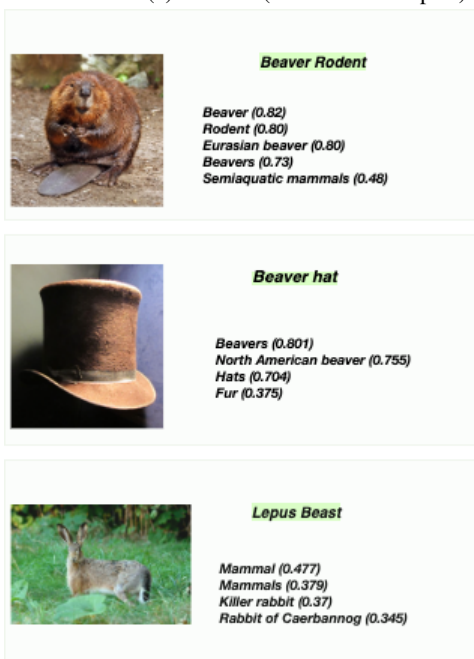 Beaver Rodent
Beaver (0.82)
Rodent (0.80)
Eurasian beaver (0.80)
Beavers (0.73)
Semiaquatic mammals (0.48)
Beaver hat
Beavers (0.801)
North American beaver (0.755)
Hats (0.704)
Fur (0.375)
Lepus Beast
Mammal (0.477)
Mammals (0.379)
Killer rabbit (0.37)
Rabbit of Caerbannog (0.345)